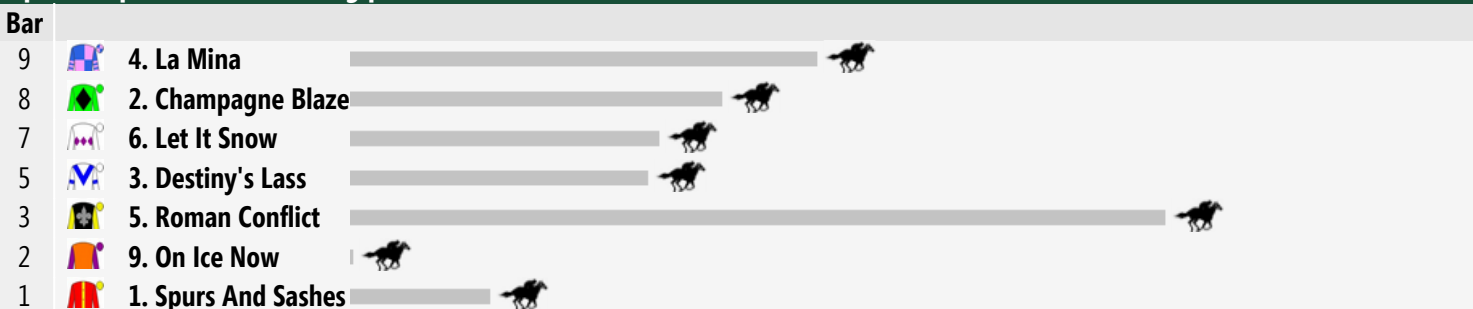 Bar
9 4. La Mina
8 2. Champagne Blaze
7 6. Let It Snow
5 3. Destiny's Lass
3 5. Roman Conflict
2 9. On Ice Now
1 1. Spurs And Sashes